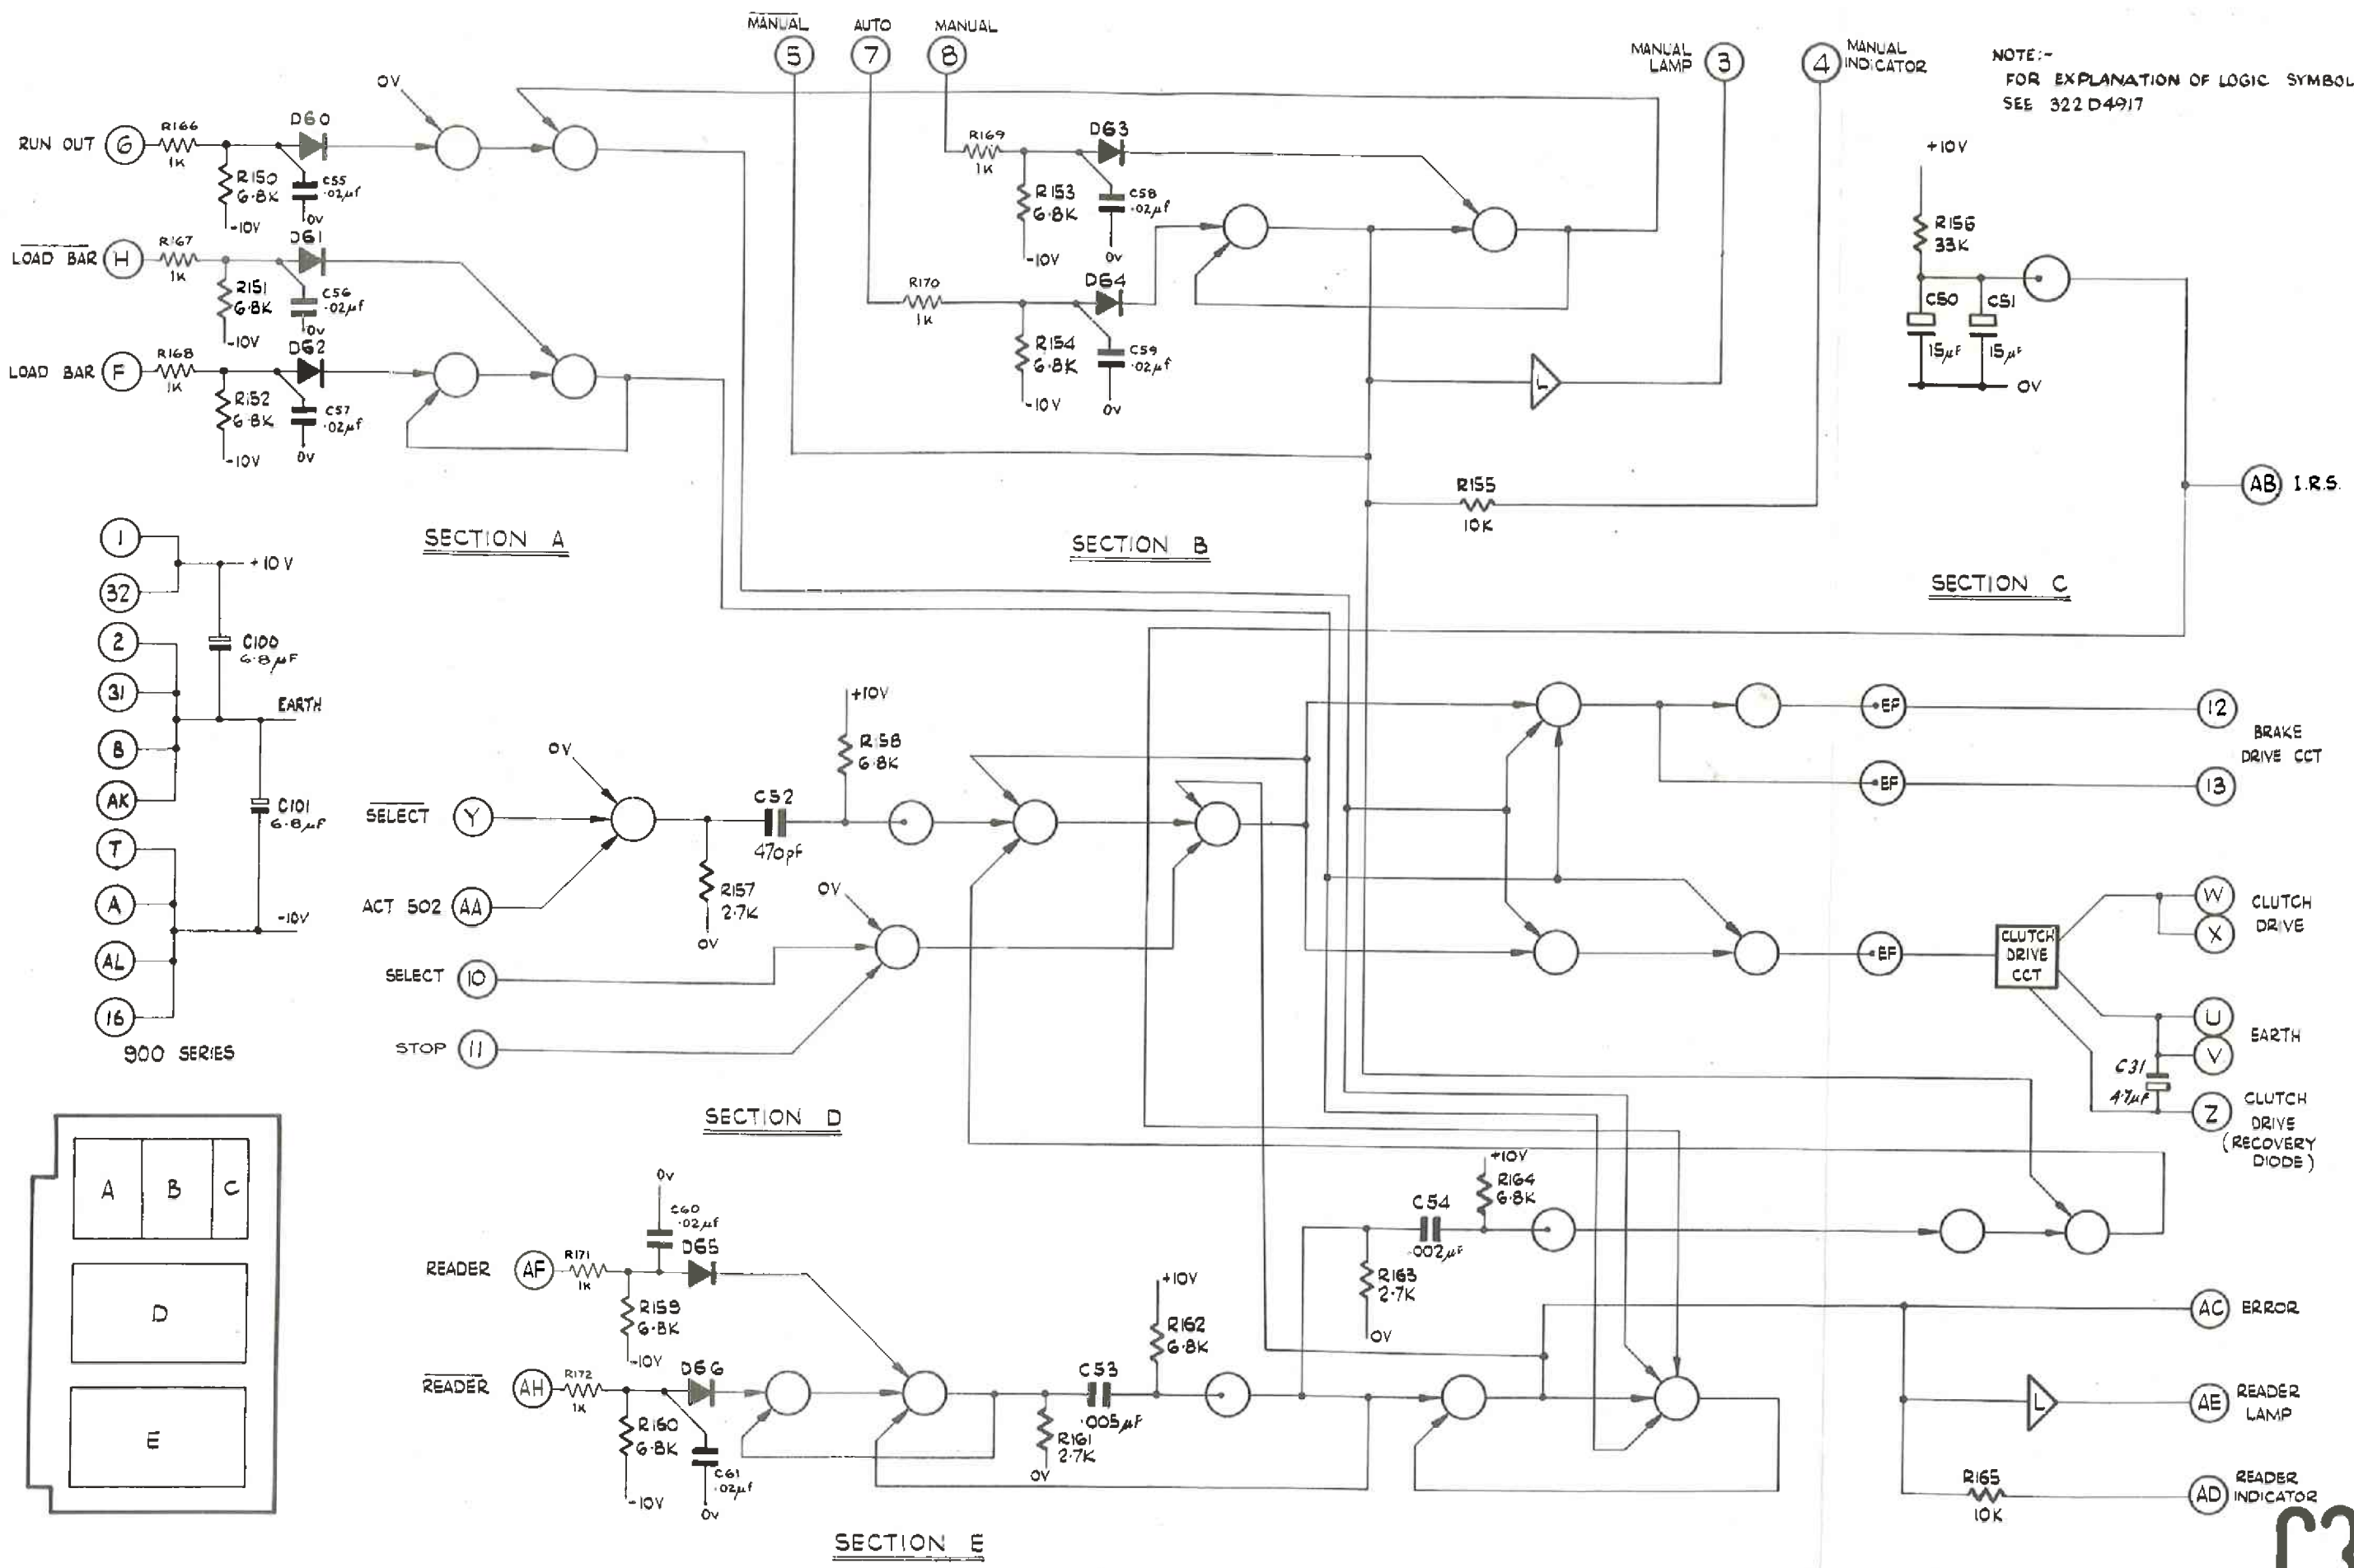 MANUAL
5
AUTO
7
MANUAL
8
MANUAL
LAMP
3
4
MANUAL
INDICATOR
NOTE:-
FOR EXPLANATION OF LOGIC SYMBOL
SEE 322D4917
0V
RUN OUT
G
R166
1K
D60
R150
6.8K
C55
.02µf
-10V
0V
LOAD BAR
H
R167
1K
D61
R151
6.8K
C56
.02µf
-10V
0V
LOAD BAR
F
R168
1K
D62
R152
6.8K
C57
.02µf
-10V
0V
SECTION A
R169
1K
D63
R153
6.8K
C58
.02µf
-10V
0V
R170
1K
D64
R154
6.8K
C59
.02µf
-10V
0V
L
R155
10K
SECTION B
+10V
R156
33K
C50
15µF
C51
15µF
0V
AB
I.R.S.
SECTION C
1
32
+10V
2
31
C100
6.8µF
EARTH
B
AK
C101
6.8µF
T
A
-10V
AL
16
900 SERIES
A
B
C
D
E
0V
SELECT
Y
ACT 502
AA
R157
2.7K
0V
C52
470pf
+10V
R158
6.8K
0V
SELECT
10
STOP
11
SECTION D
EF
12
BRAKE
DRIVE CCT
EF
13
EF
CLUTCH
DRIVE
CCT
W
X
CLUTCH
DRIVE
U
V
EARTH
C31
4.7µF
Z
CLUTCH
DRIVE
(RECOVERY
DIODE)
0V
C60
.02µf
READER
AF
R171
1K
D65
R159
6.8K
-10V
READER
AH
R172
1K
D66
R160
6.8K
-10V
C61
.02µf
0V
R161
2.7K
0V
C53
.005µF
+10V
R162
6.8K
R163
2.7K
0V
C54
.002µF
+10V
R164
6.8K
AC
ERROR
L
AE
READER
LAMP
R165
10K
AD
READER
INDICATOR
SECTION E